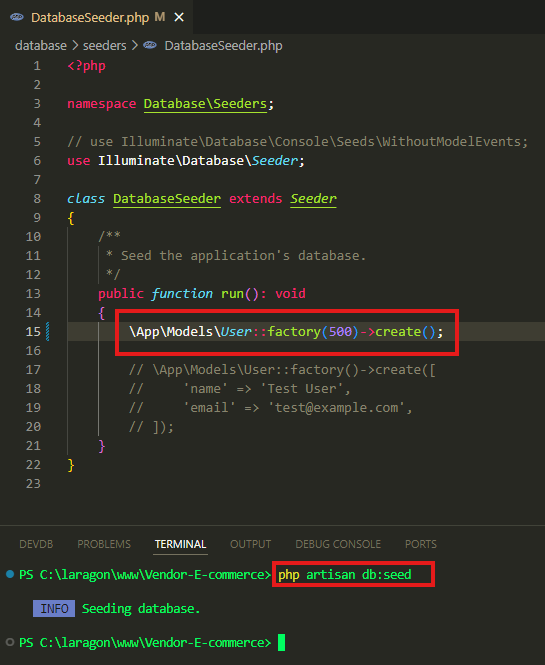 DatabaseSeeder.php M
database > seeders > DatabaseSeeder.php
1 <?php
2
3 namespace Database\Seeders;
4
5 // use Illuminate\Database\Console\Seeds\WithoutModelEvents;
6 use Illuminate\Database\Seeder;
7
8 class DatabaseSeeder extends Seeder
9 {
10 /**
11 * Seed the application's database.
12 */
13 public function run(): void
14 {
15 \App\Models\User::factory(500)->create();
16
17 // \App\Models\User::factory()->create([
18 //     'name' => 'Test User',
19 //     'email' => 'test@example.com',
20 // ]);
21 }
22 }
23
DEVDB PROBLEMS TERMINAL OUTPUT DEBUG CONSOLE PORTS
PS C:\laragon\www\Vendor-E-commerce> php artisan db:seed
INFO Seeding database.
PS C:\laragon\www\Vendor-E-commerce>